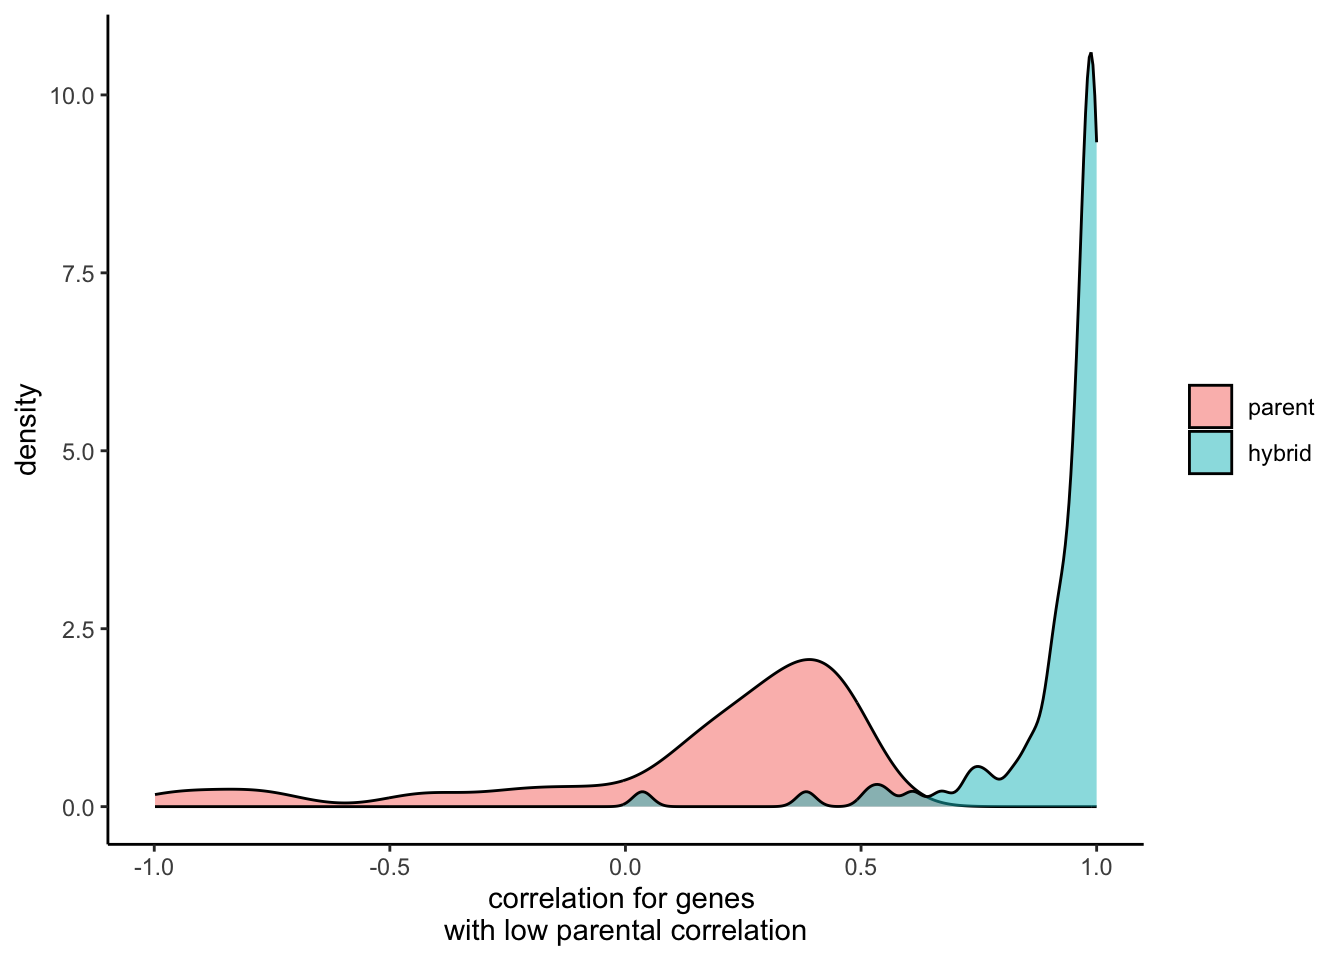 10.0
7.5
5.0
2.5
0.0
density
-1.0 -0.5 0.0 0.5 1.0
correlation for genes
with low parental correlation
parent
hybrid